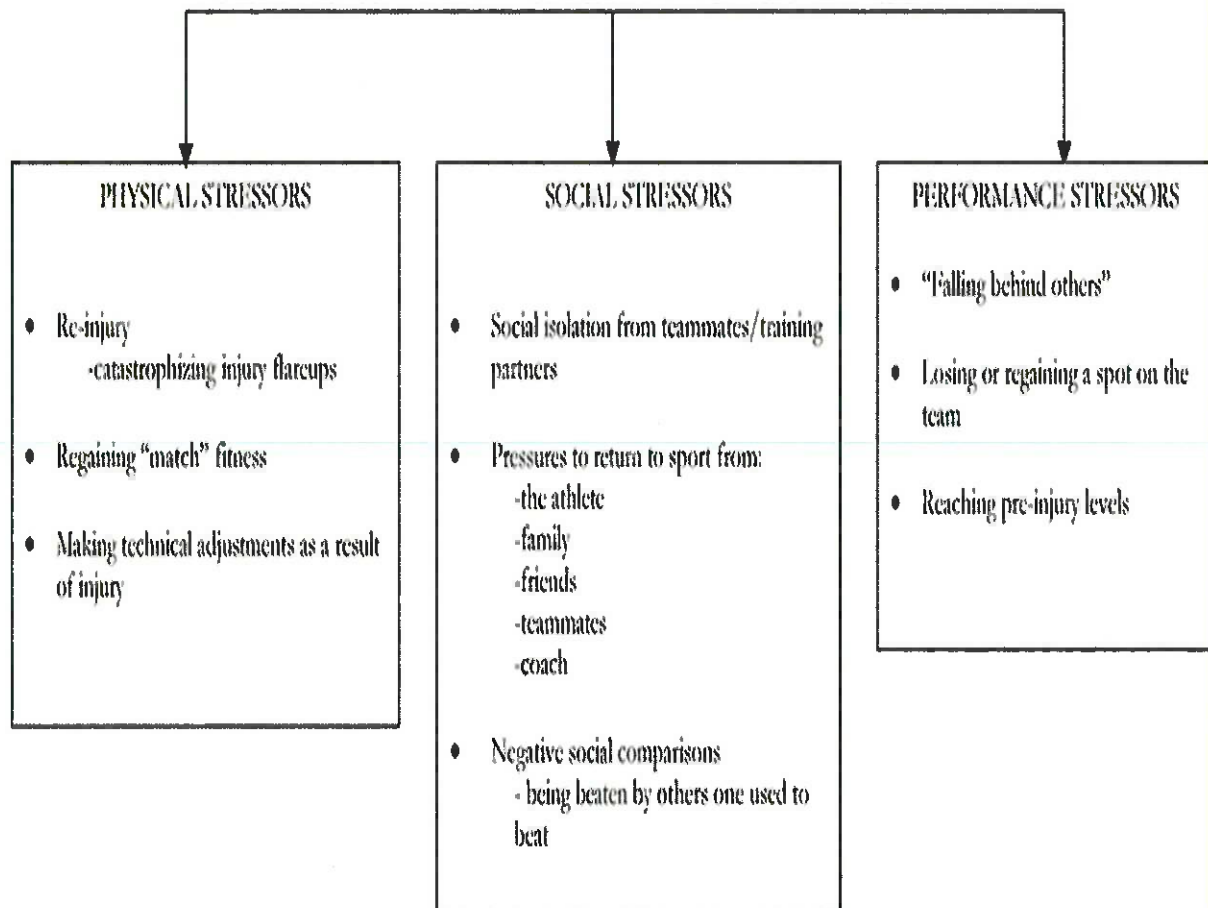 PHYSICAL STRESSORS
• Re-injury
-catastrophizing injury flareups
• Regaining “match” fitness
• Making technical adjustments as a result
of injury
SOCIAL STRESSORS
• Social isolation from teammates/training
partners
• Pressures to return to sport from:
-the athlete
-family
-friends
-teammates
-coach
• Negative social comparisons
- being beaten by others one used to
beat
PERFORMANCE STRESSORS
• “Falling behind others”
• Losing or regaining a spot on the
team
• Reaching pre-injury levels